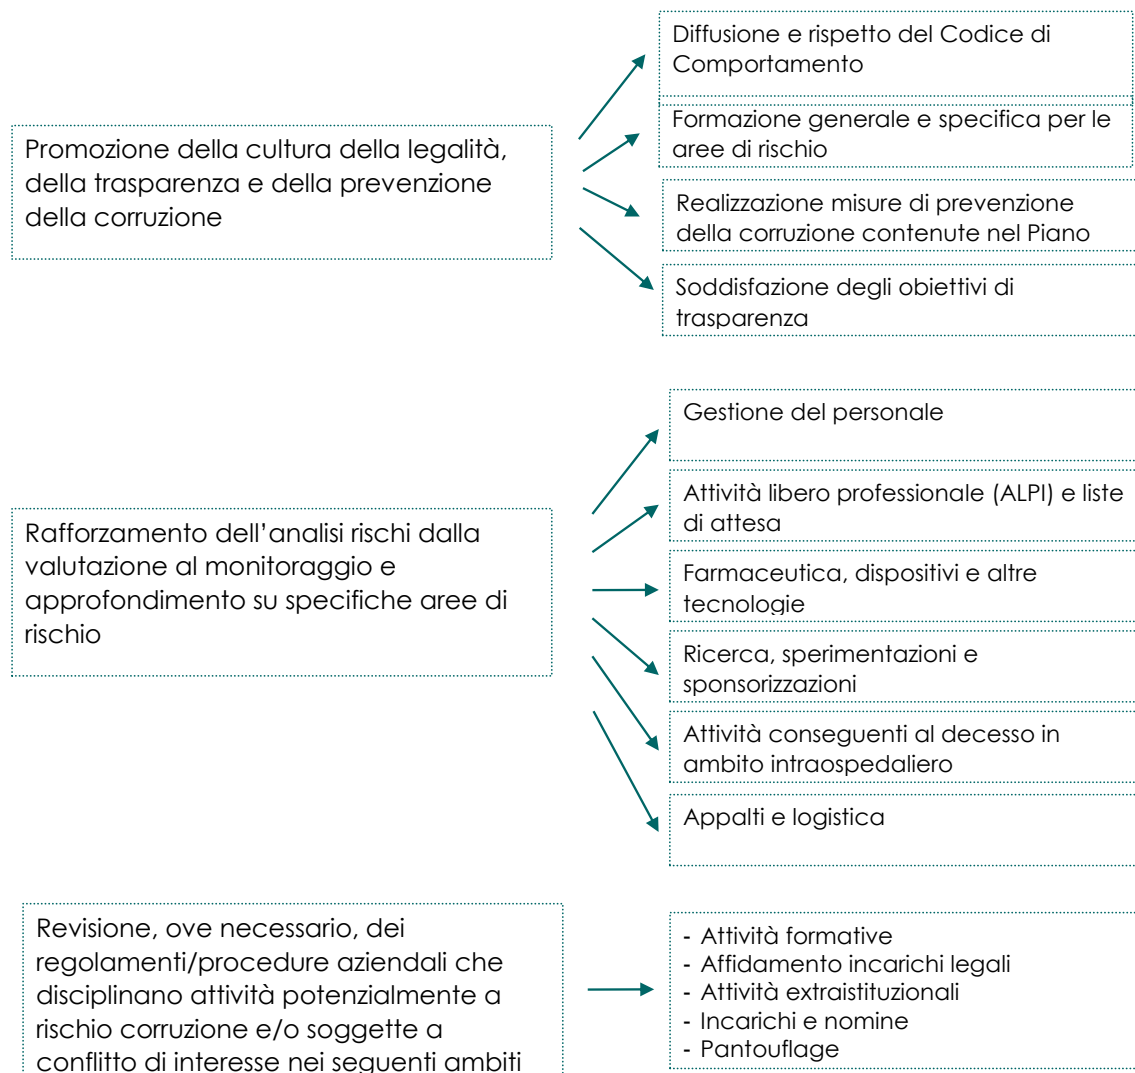 Promozione della cultura della legalità,
della trasparenza e della prevenzione
della corruzione
Diffusione e rispetto del Codice di
Comportamento
Formazione generale e specifica per le
aree di rischio
Realizzazione misure di prevenzione
della corruzione contenute nel Piano
Soddisfazione degli obiettivi di
trasparenza
Rafforzamento dell’analisi rischi dalla
valutazione al monitoraggio e
approfondimento su specifiche aree di
rischio
Gestione del personale
Attività libero professionale (ALPI) e liste
di attesa
Farmaceutica, dispositivi e altre
tecnologie
Ricerca, sperimentazioni e
sponsorizzazioni
Attività conseguenti al decesso in
ambito intraospedaliero
Appalti e logistica
Revisione, ove necessario, dei
regolamenti/procedure aziendali che
disciplinano attività potenzialmente a
rischio corruzione e/o soggette a
conflitto di interesse nei seguenti ambiti
- Attività formative
- Affidamento incarichi legali
- Attività extraistituzionali
- Incarichi e nomine
- Pantouflage